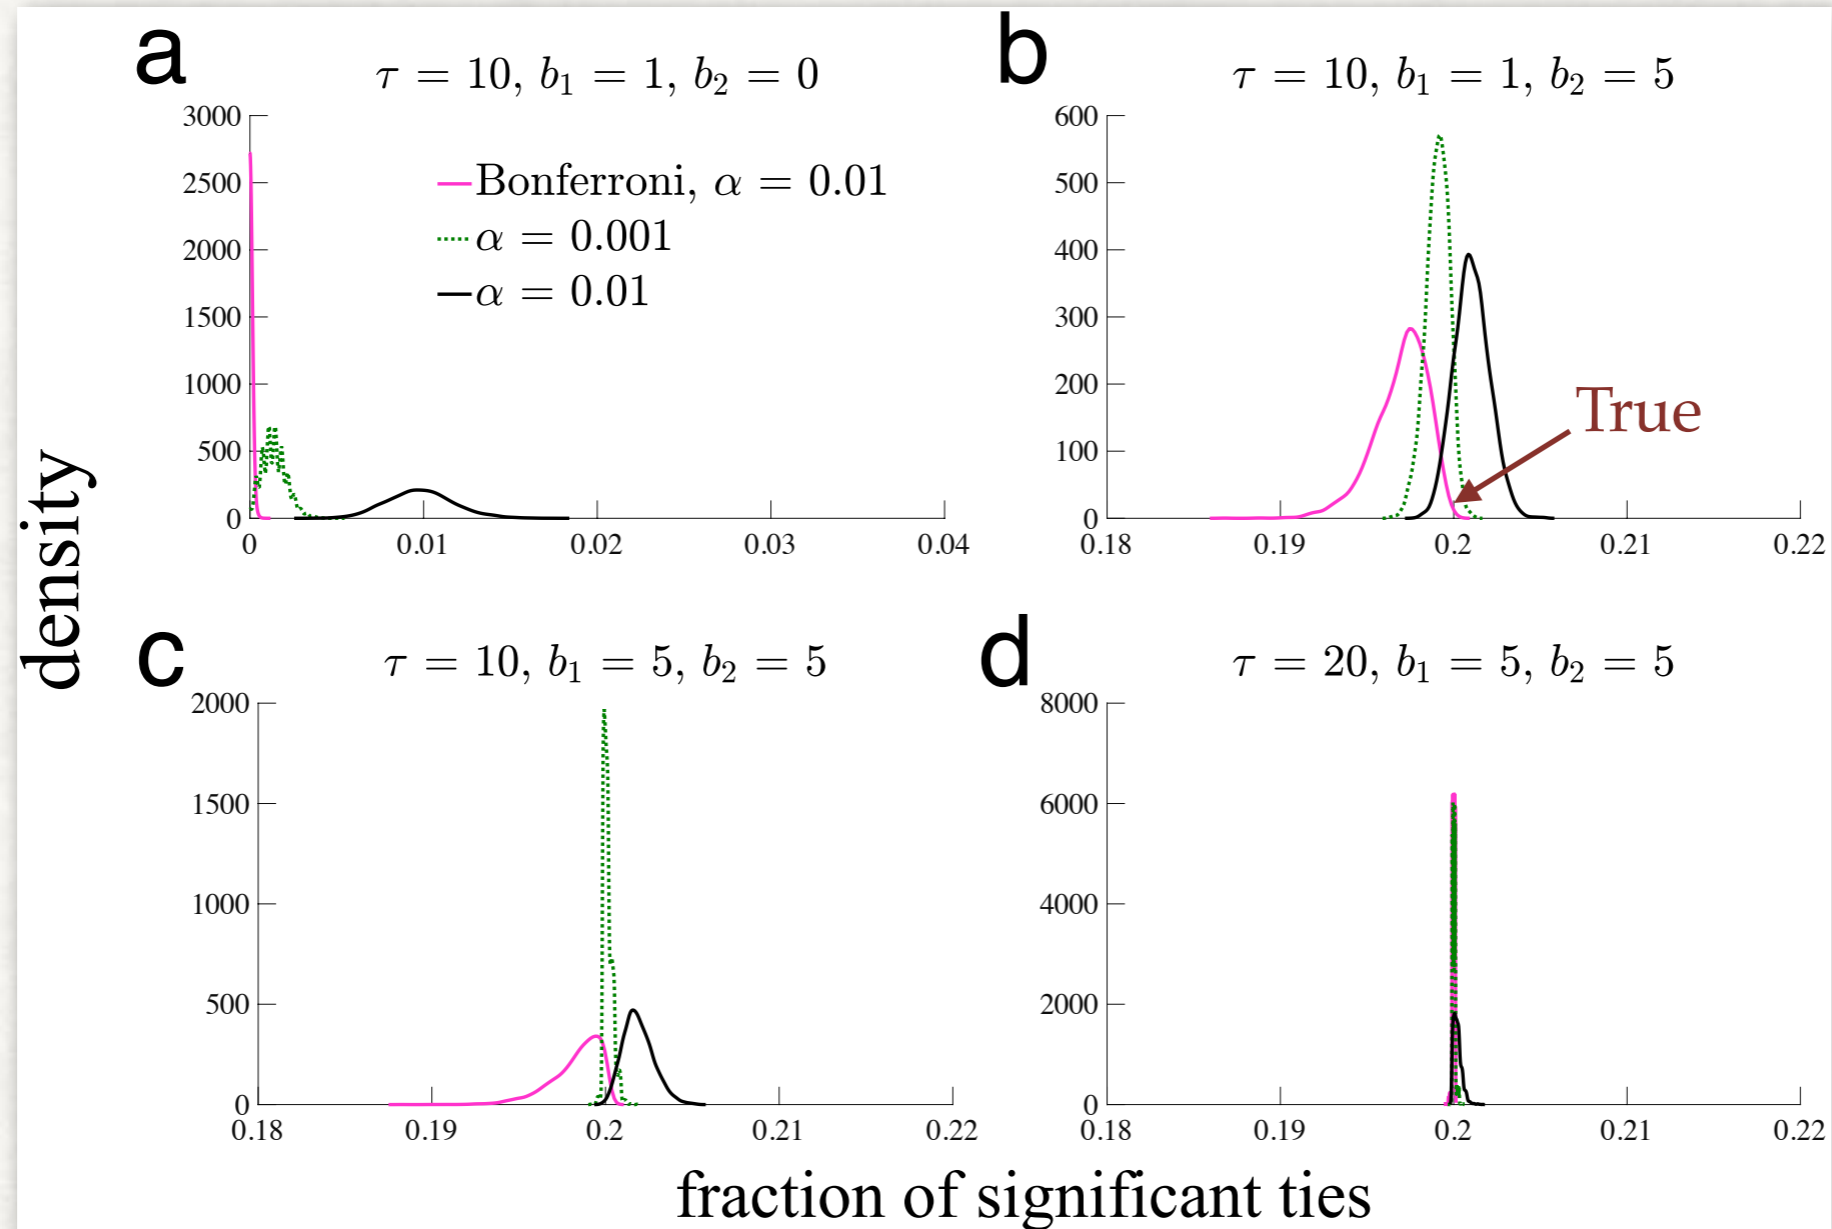 a
τ = 10, b₁ = 1, b₂ = 0
3000
2500
2000
1500
1000
500
0
Bonferroni, α = 0.01
α = 0.001
α = 0.01
0 0.01 0.02 0.03 0.04
b
τ = 10, b₁ = 1, b₂ = 5
600
500
400
300
200
100
0
True
0.18 0.19 0.2 0.21 0.22
density
c
τ = 10, b₁ = 5, b₂ = 5
2000
1500
1000
500
0
0.18 0.19 0.2 0.21 0.22
d
τ = 20, b₁ = 5, b₂ = 5
8000
6000
4000
2000
0
0.18 0.19 0.2 0.21 0.22
fraction of significant ties